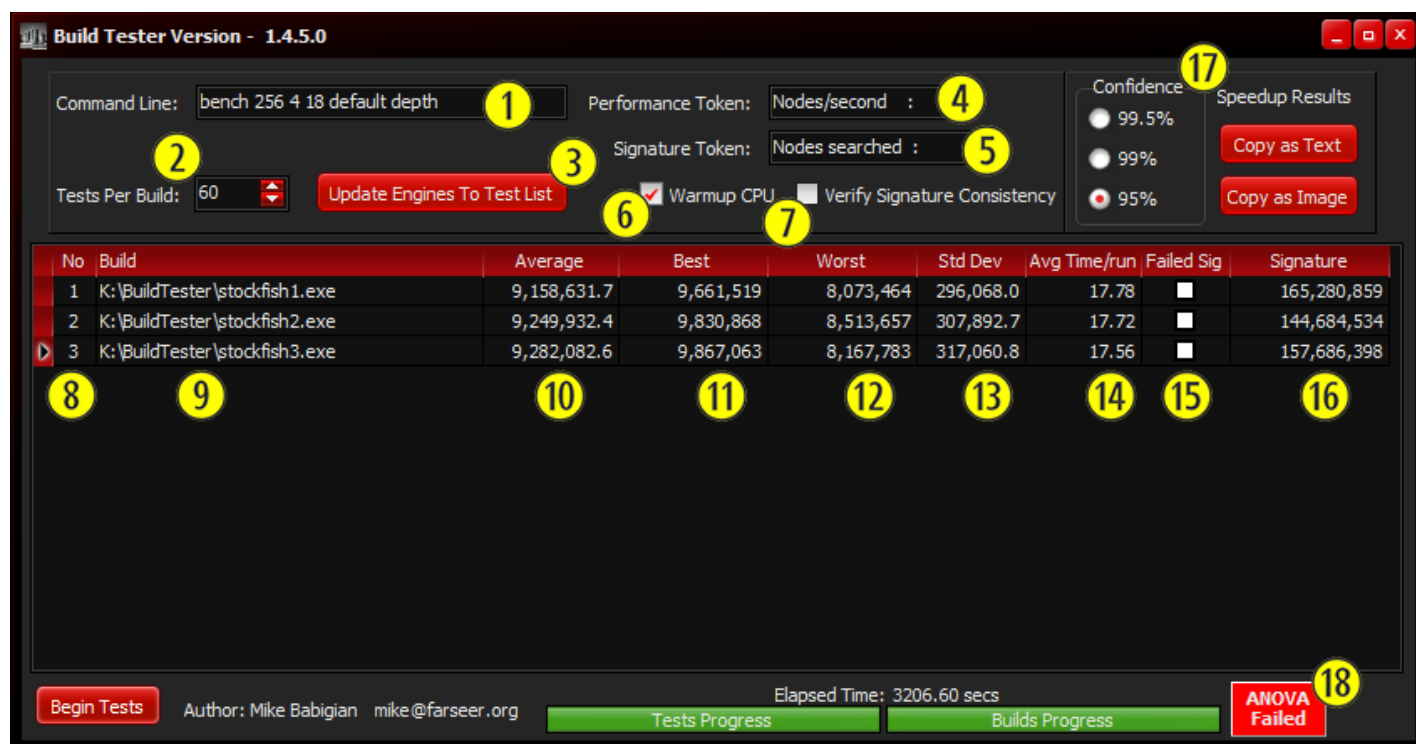 Build Tester Version - 1.4.5.0
17
Command Line: bench 256 4 18 default depth 1 Performance Token: Nodes/second : 4 Confidence Speedup Results
99.5%
2 3 Signature Token: Nodes searched : 5 Copy as Text
99%
Tests Per Build: 60 Update Engines To Test List 6 Warmup CPU 7 Verify Signature Consistency 95% Copy as Image
No Build Average Best Worst Std Dev Avg Time/run Failed Sig Signature
1 K:\BuildTester\stockfish1.exe 9,158,631.7 9,661,519 8,073,464 296,068.0 17.78 165,280,859
2 K:\BuildTester\stockfish2.exe 9,249,932.4 9,830,868 8,513,657 307,892.7 17.72 144,684,534
3 K:\BuildTester\stockfish3.exe 9,282,082.6 9,867,063 8,167,783 317,060.8 17.56 157,686,398
8 9 10 11 12 13 14 15 16
Begin Tests Author: Mike Babigian mike@farseer.org Elapsed Time: 3206.60 secs 18
Tests Progress Builds Progress ANOVA
Failed